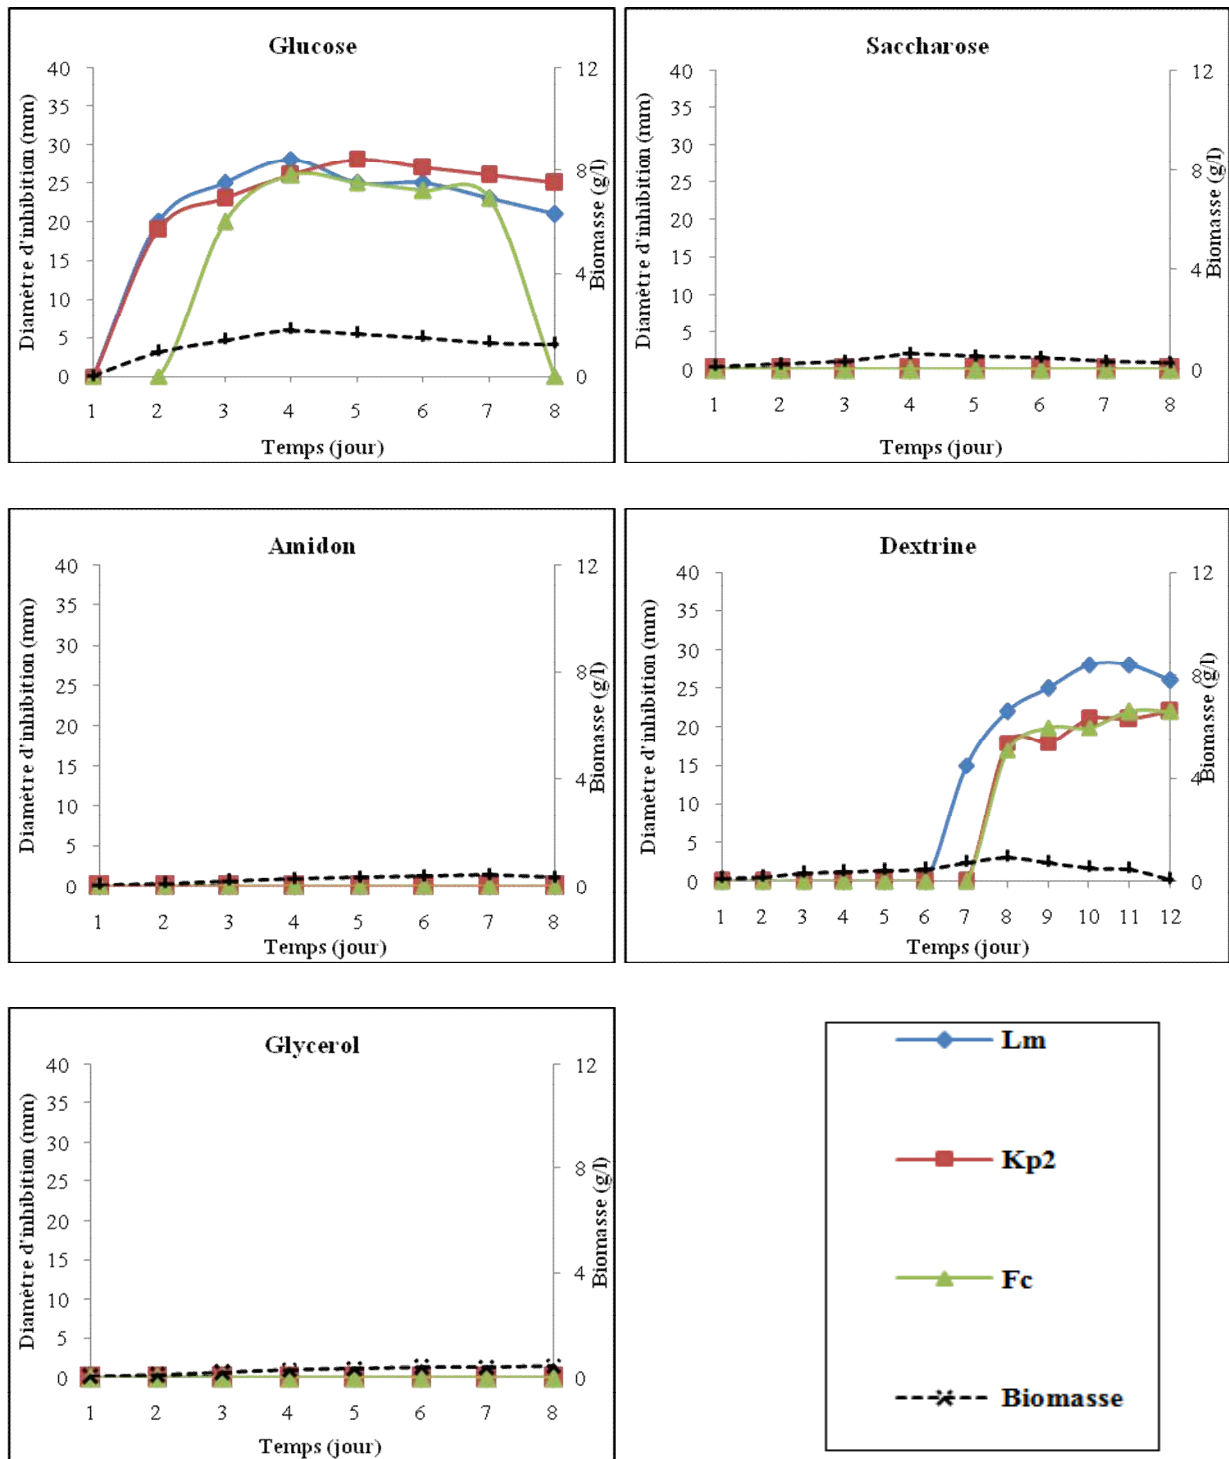 Glucose
Diamètre d'inhibition (mm)
40
35
30
25
20
15
10
5
0
12
8
4
0
Biomasse (g/l)
1 2 3 4 5 6 7 8
Temps (jour)
Saccharose
Diamètre d'inhibition (mm)
40
35
30
25
20
15
10
5
0
12
8
4
0
Biomasse (g/l)
1 2 3 4 5 6 7 8
Temps (jour)
Amidon
Diamètre d'inhibition (mm)
40
35
30
25
20
15
10
5
0
12
8
4
0
Biomasse (g/l)
1 2 3 4 5 6 7 8
Temps (jour)
Dextrine
Diamètre d'inhibition (mm)
40
35
30
25
20
15
10
5
0
12
8
4
0
Biomasse (g/l)
1 2 3 4 5 6 7 8 9 10 11 12
Temps (jour)
Glycerol
Diamètre d'inhibition (mm)
40
35
30
25
20
15
10
5
0
12
8
4
0
Biomasse (g/l)
1 2 3 4 5 6 7 8
Temps (jour)
Lm
Kp2
Fc
Biomasse